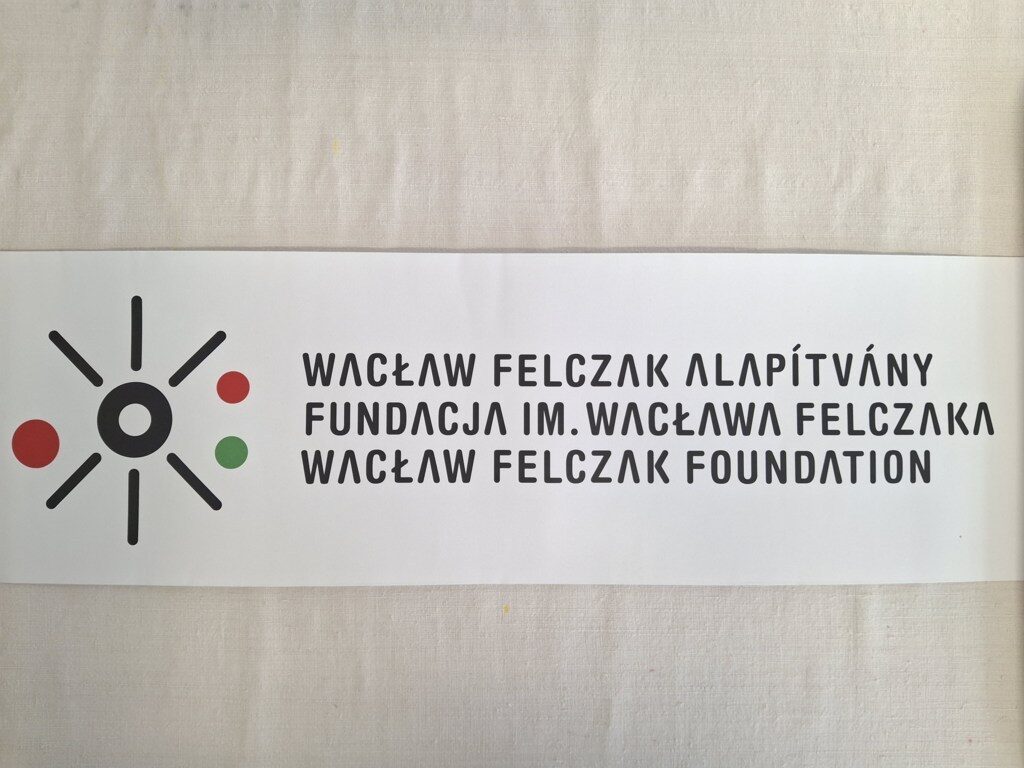 WACŁAW FELCZAK ALAPÍTVÁNY
FUNDACJA IM. WACŁAWA FELCZAKA
WACŁAW FELCZAK FOUNDATION